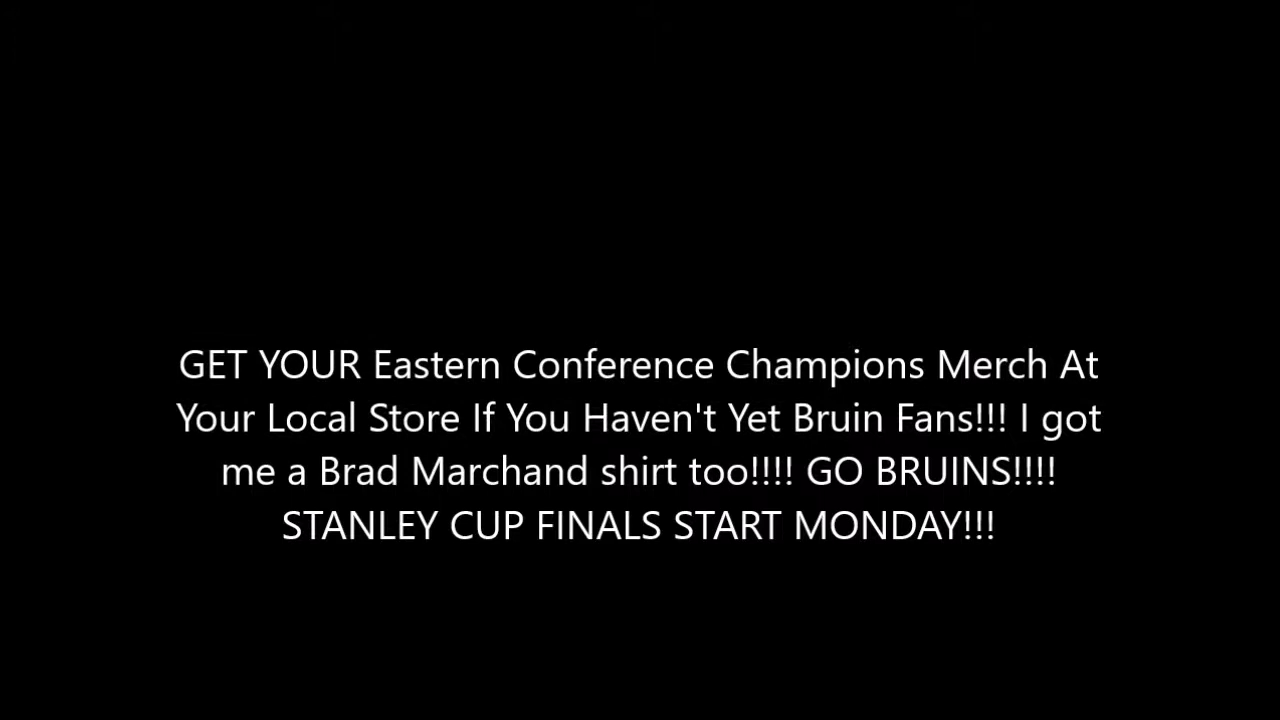 GET YOUR Eastern Conference Champions Merch At
Your Local Store If You Haven't Yet Bruin Fans!!! I got
me a Brad Marchand shirt too!!!! GO BRUINS!!!!
STANLEY CUP FINALS START MONDAY!!!